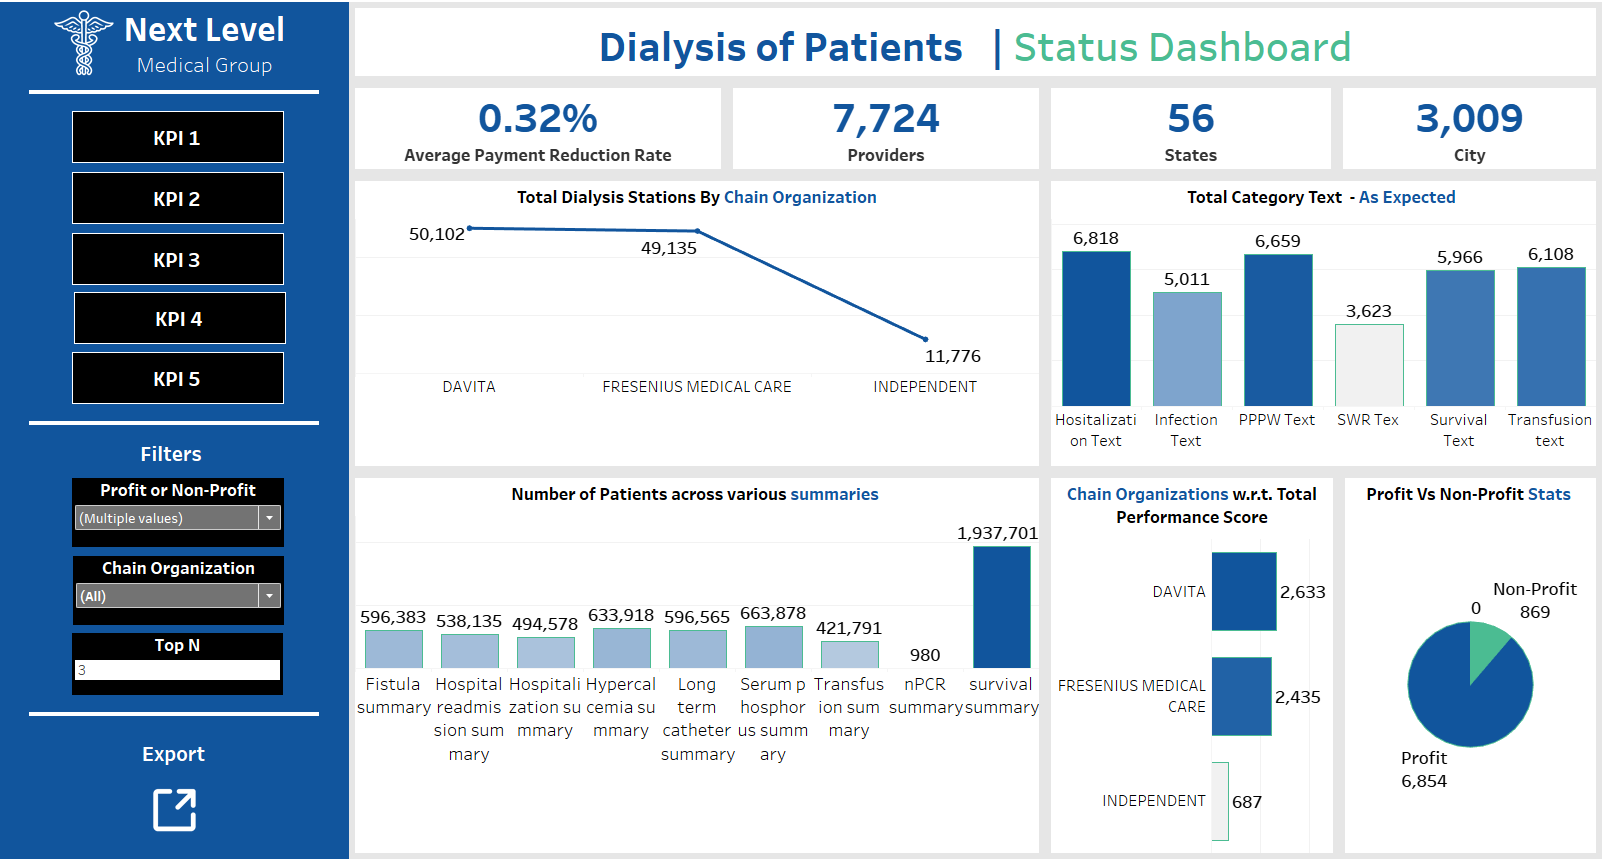 Next Level
Medical Group
KPI 1
KPI 2
KPI 3
KPI 4
KPI 5
Filters
Profit or Non-Profit
(Multiple values)
Chain Organization
(All)
Top N
3
Export
Dialysis of Patients | Status Dashboard
0.32%
Average Payment Reduction Rate
7,724
Providers
56
States
3,009
City
Total Dialysis Stations By Chain Organization
50,102
49,135
11,776
DAVITA
FRESENIUS MEDICAL CARE
INDEPENDENT
Total Category Text - As Expected
6,818
5,011
6,659
3,623
5,966
6,108
Hositalizati
on Text
Infection
Text
PPPW Text
SWR Tex
Survival
Text
Transfusion
text
Number of Patients across various summaries
596,383
538,135
494,578
633,918
596,565
663,878
421,791
980
1,937,701
Fistula
summary
Hospital
readmis
sion sum
mary
Hospitali
zation su
mmary
Hypercal
cemia su
mmary
Long
term
catheter
summary
Serum p
hosphor
us summ
ary
Transfus
ion sum
mary
nPCR
summary
survival
summary
Chain Organizations w.r.t. Total
Performance Score
DAVITA
2,633
FRESENIUS MEDICAL
CARE
2,435
INDEPENDENT
687
Profit Vs Non-Profit Stats
Non-Profit
869
0
Profit
6,854